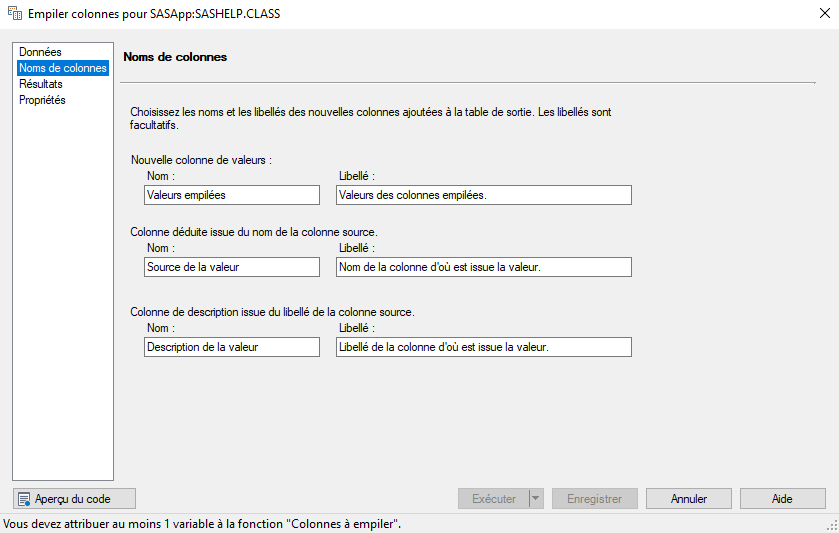 Empiler colonnes pour SASApp:SASHELP.CLASS
Données
Noms de colonnes
Résultats
Propriétés
Noms de colonnes
Choisissez les noms et les libellés des nouvelles colonnes ajoutées à la table de sortie. Les libellés sont
facultatifs.
Nouvelle colonne de valeurs :
Nom : Libellé :
Valeurs empilées Valeurs des colonnes empilées.
Colonne déduite issue du nom de la colonne source.
Nom : Libellé :
Source de la valeur Nom de la colonne d'où est issue la valeur.
Colonne de description issue du libellé de la colonne source.
Nom : Libellé :
Description de la valeur Libellé de la colonne d'où est issue la valeur.
Aperçu du code Exécuter Enregistrer Annuler Aide
Vous devez attribuer au moins 1 variable à la fonction "Colonnes à empiler".